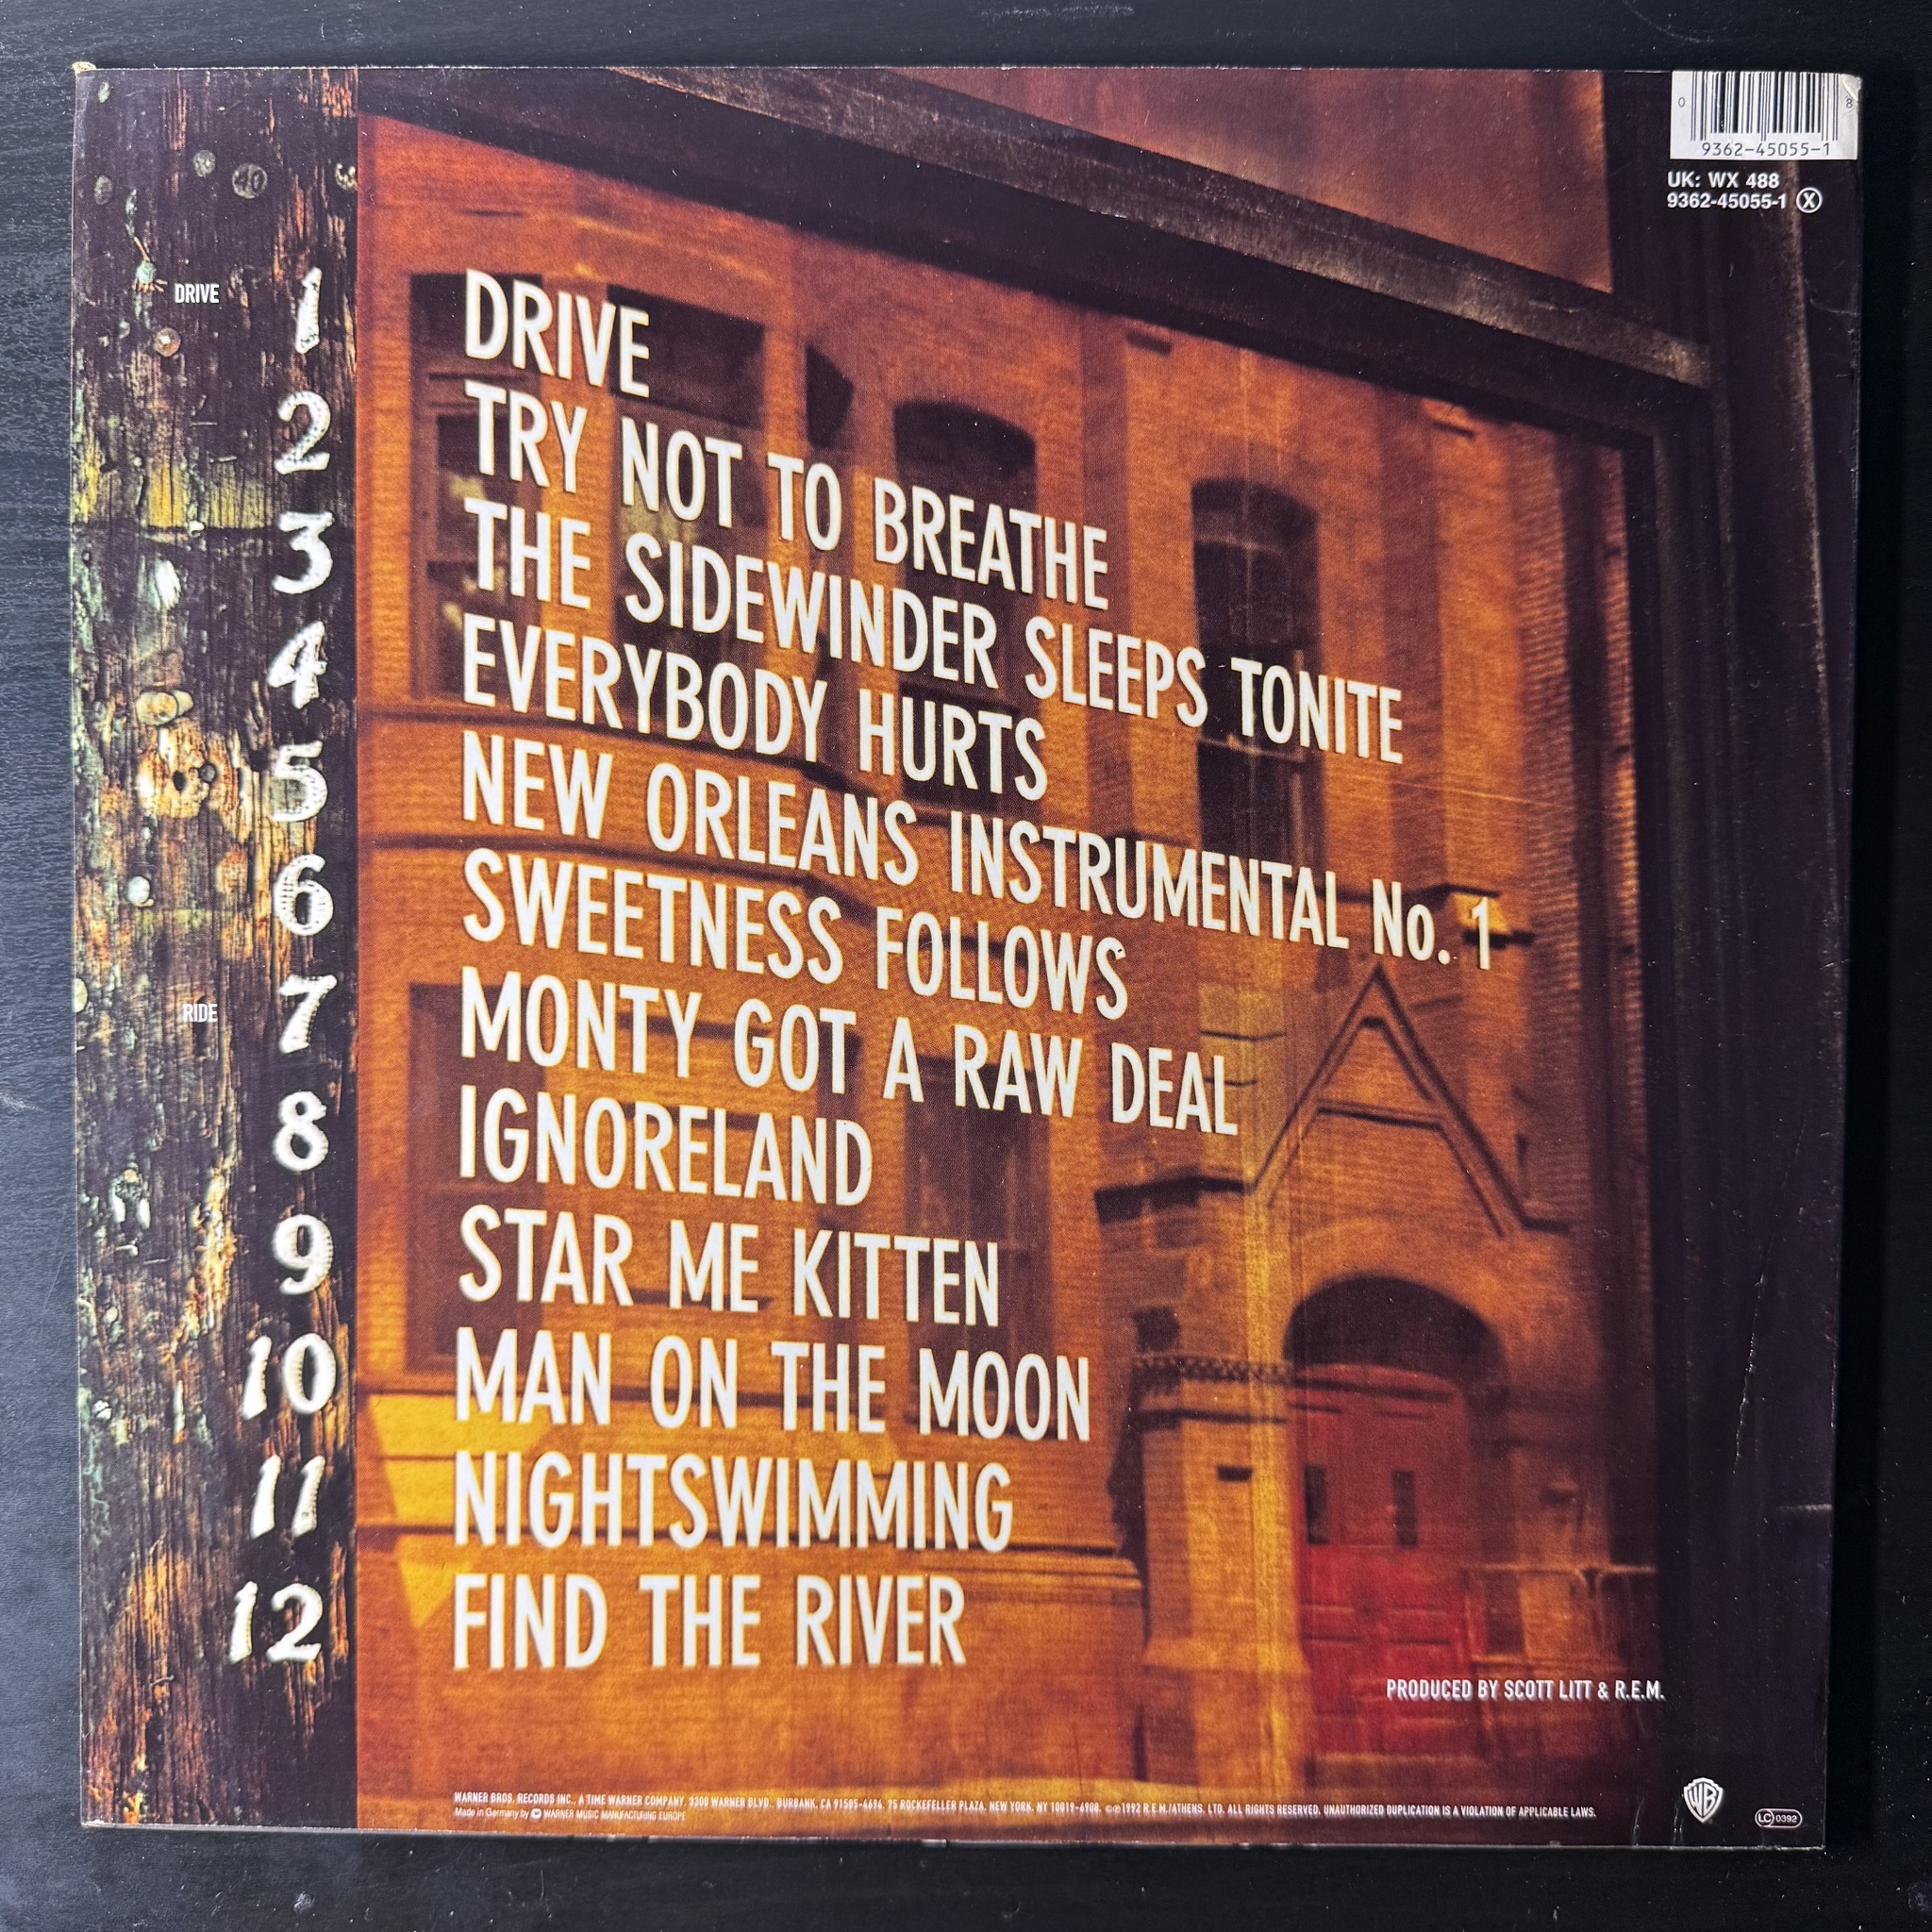 0 8
9362-45055-1
UK: WX 488
9362-45055-1 X
DRIVE
1 DRIVE
2 TRY NOT TO BREATHE
3 THE SIDEWINDER SLEEPS TONITE
4 EVERYBODY HURTS
5 NEW ORLEANS INSTRUMENTAL No. 1
6 SWEETNESS FOLLOWS
RIDE
7 MONTY GOT A RAW DEAL
8 IGNORELAND
9 STAR ME KITTEN
10 MAN ON THE MOON
11 NIGHTSWIMMING
12 FIND THE RIVER
PRODUCED BY SCOTT LITT & R.E.M.
WARNER BROS. RECORDS INC., A TIME WARNER COMPANY, 3300 WARNER BLVD., BURBANK, CA 91505-4694. 75 ROCKEFELLER PLAZA, NEW YORK, NY 10019-6908. ©℗1992 R.E.M./ATHENS, LTD. ALL RIGHTS RESERVED. UNAUTHORIZED DUPLICATION IS A VIOLATION OF APPLICABLE LAWS.
Made in Germany by WARNER MUSIC MANUFACTURING EUROPE
WB
LC 0392